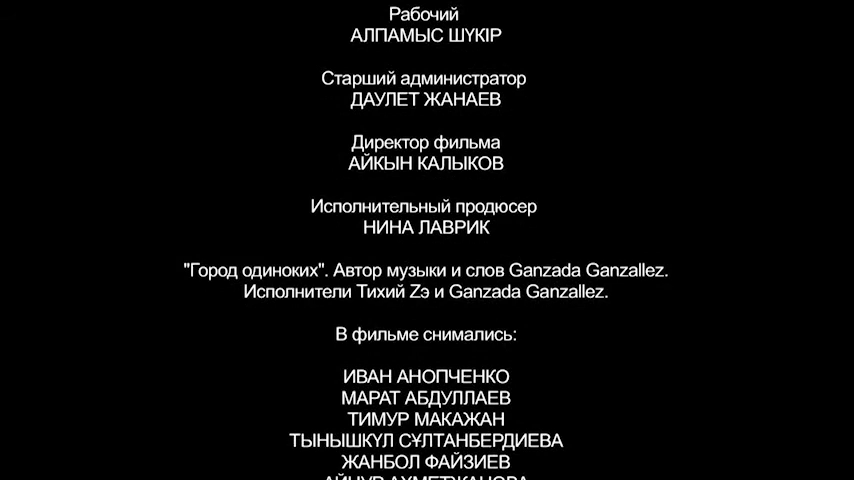 Рабочий
АЛПАМЫС ШҮКІР
Старший администратор
ДАУЛЕТ ЖАНАЕВ
Директор фильма
АЙКЫН КАЛЫКОВ
Исполнительный продюсер
НИНА ЛАВРИК
"Город одиноких". Автор музыки и слов Ganzada Ganzallez.
Исполнители Тихий Zэ и Ganzada Ganzallez.
В фильме снимались:
ИВАН АНОПЧЕНКО
МАРАТ АБДУЛЛАЕВ
ТИМУР МАКАЖАН
ТЫНЫШКҮЛ СҰЛТАНБЕРДИЕВА
ЖАНБОЛ ФАЙЗИЕВ
АЙНУР АХМЕТЖАНОВА